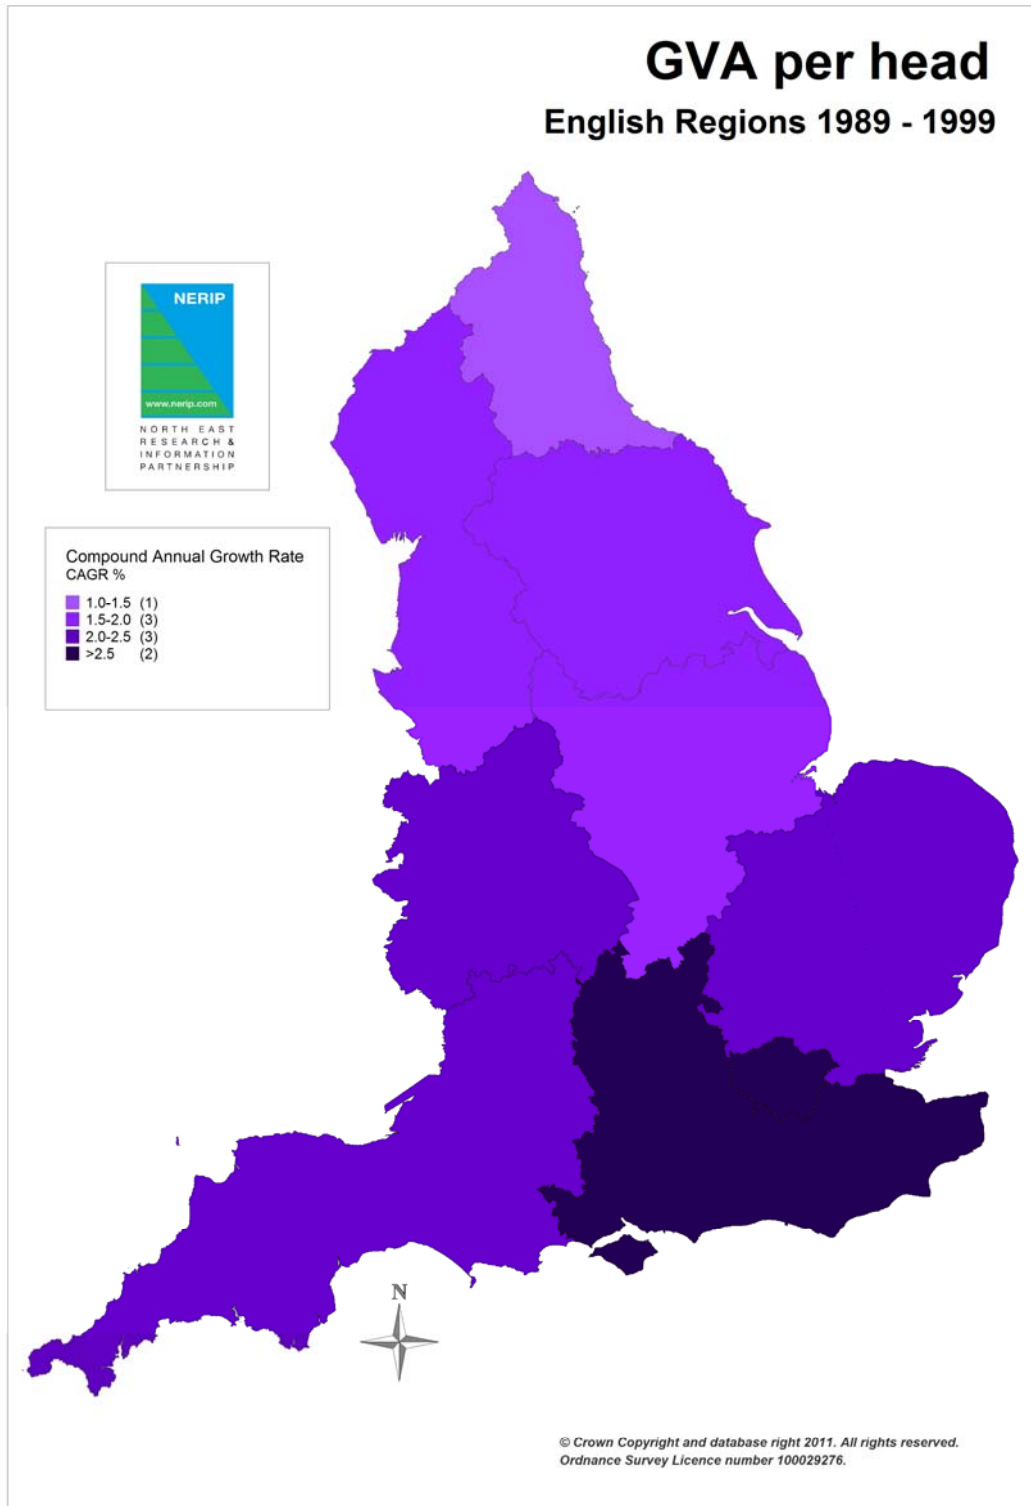 GVA per head
English Regions 1989 - 1999
NERIP
www.nerip.com
NORTH EAST
RESEARCH &
INFORMATION
PARTNERSHIP
Compound Annual Growth Rate
CAGR %
1.0-1.5 (1)
1.5-2.0 (3)
2.0-2.5 (3)
>2.5 (2)
N
© Crown Copyright and database right 2011. All rights reserved.
Ordnance Survey Licence number 100029276.